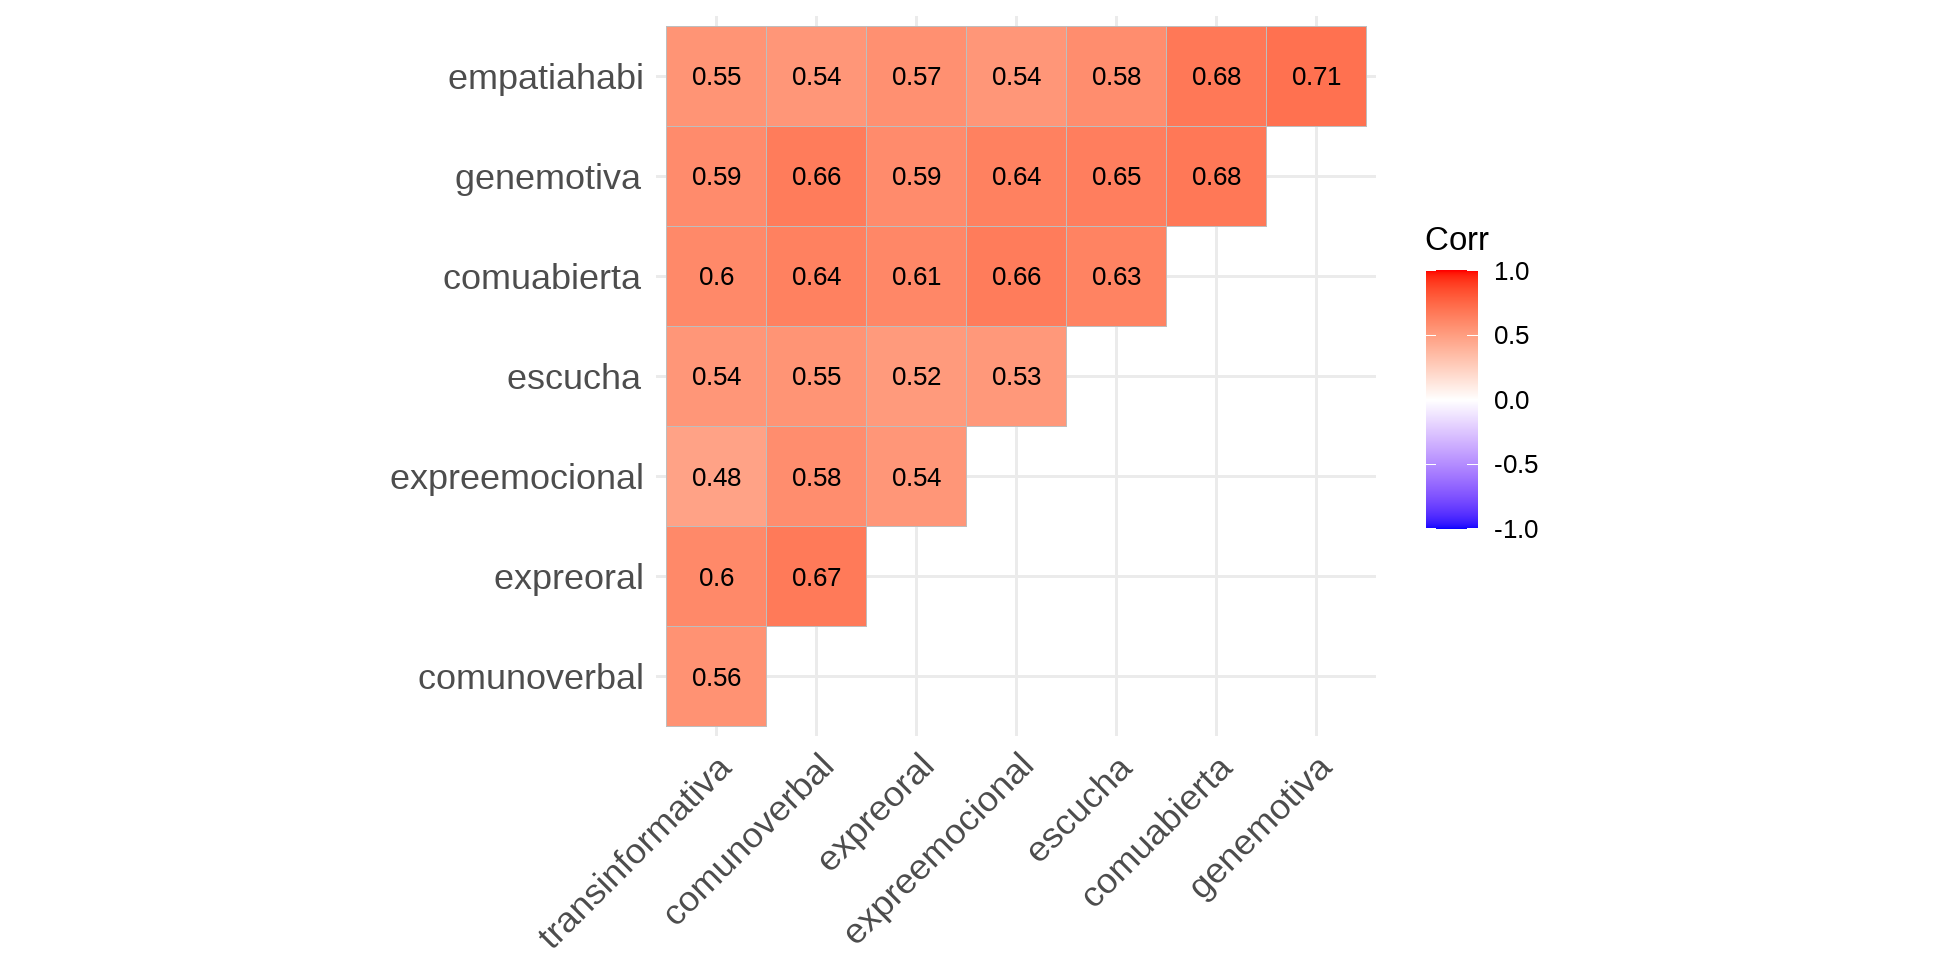 empatiahabi 0.55 0.54 0.57 0.54 0.58 0.68 0.71
genemotiva 0.59 0.66 0.59 0.64 0.65 0.68
comuabierta 0.6 0.64 0.61 0.66 0.63
escucha 0.54 0.55 0.52 0.53
expreemocional 0.48 0.58 0.54
expreoral 0.6 0.67
comunoverbal 0.56
transinformativa
comunoverbal
expreoral
expreemocional
escucha
comuabierta
genemotiva
Corr
1.0
0.5
0.0
-0.5
-1.0